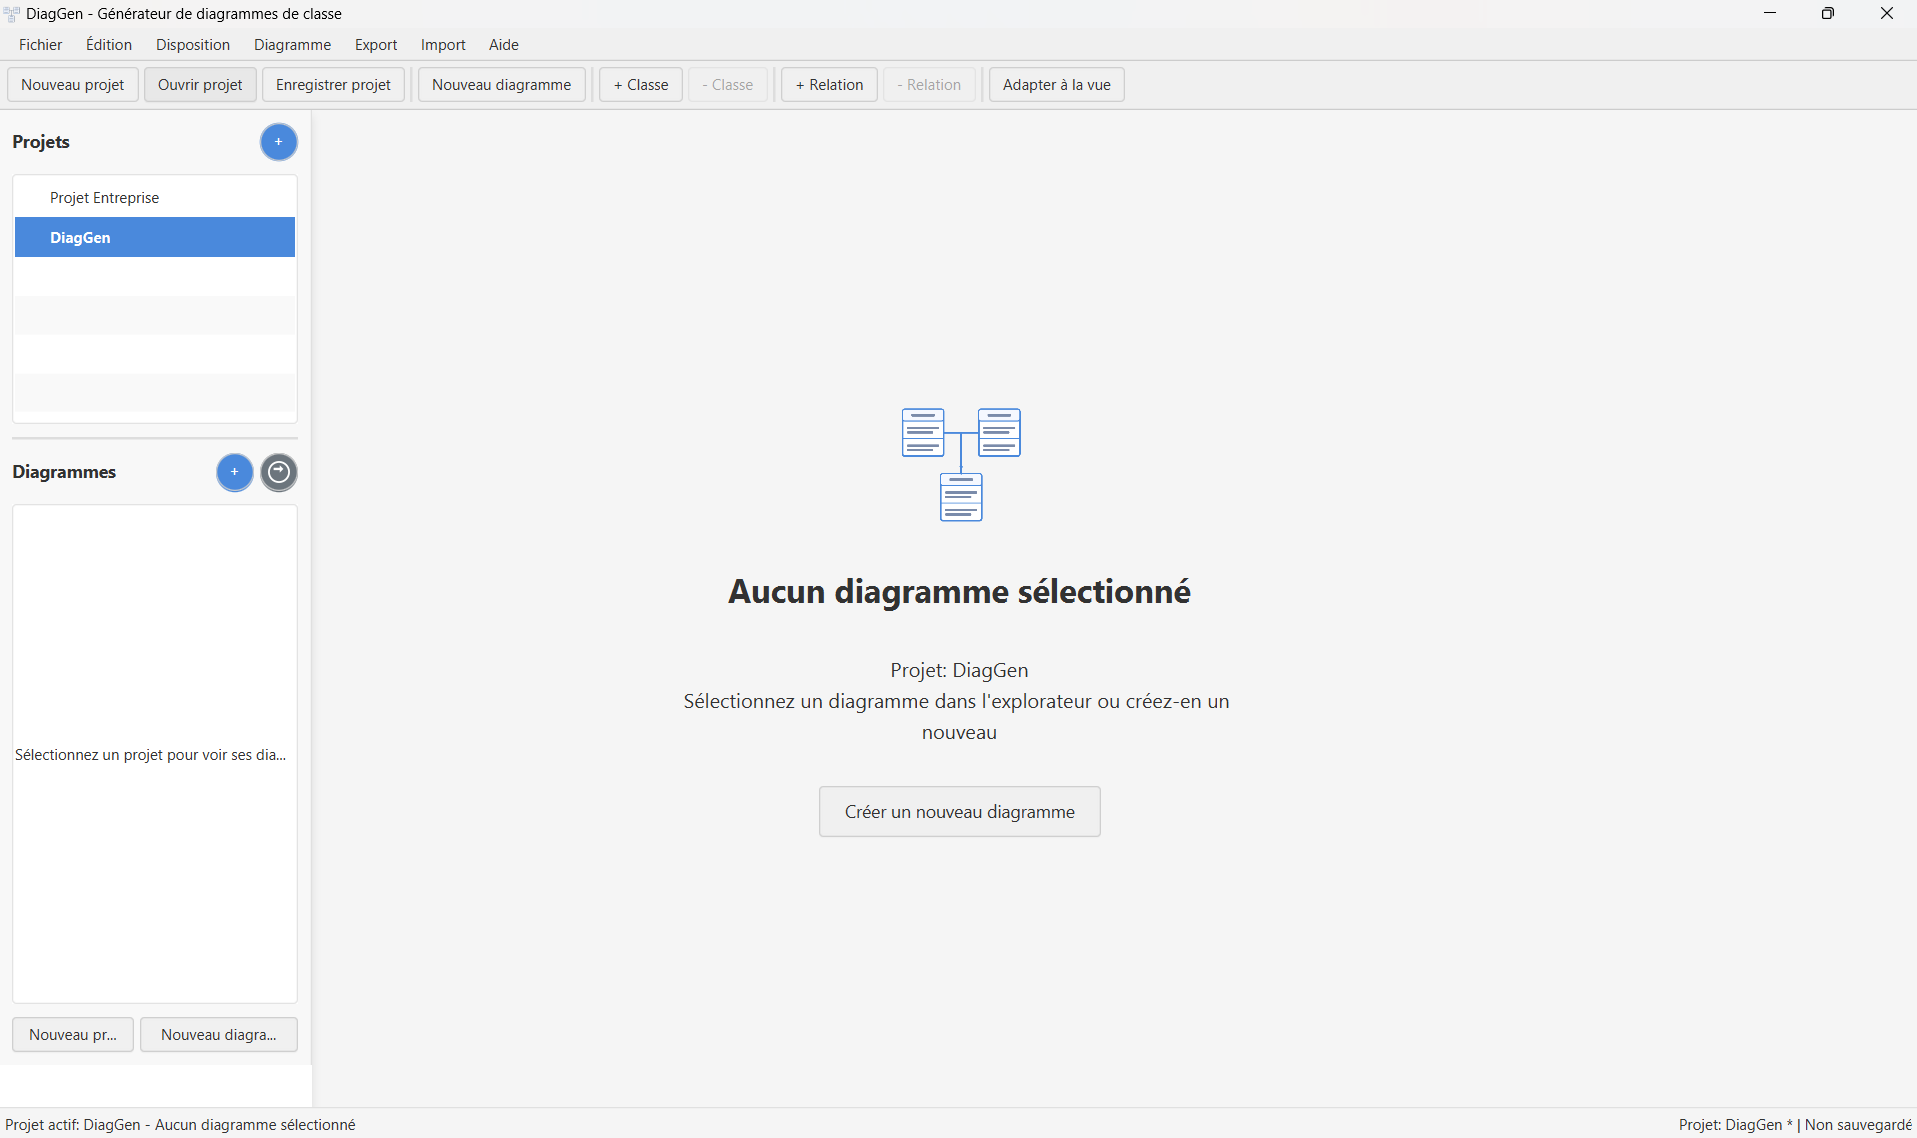 DiagGen - Générateur de diagrammes de classe
Fichier Édition Disposition Diagramme Export Import Aide
Nouveau projet Ouvrir projet Enregistrer projet Nouveau diagramme + Classe - Classe + Relation - Relation Adapter à la vue
Projets +
Projet Entreprise
DiagGen
Diagrammes +
Sélectionnez un projet pour voir ses dia...
Nouveau pr... Nouveau diagra...
Aucun diagramme sélectionné
Projet: DiagGen
Sélectionnez un diagramme dans l'explorateur ou créez-en un
nouveau
Créer un nouveau diagramme
Projet actif: DiagGen - Aucun diagramme sélectionné
Projet: DiagGen * | Non sauvegardé